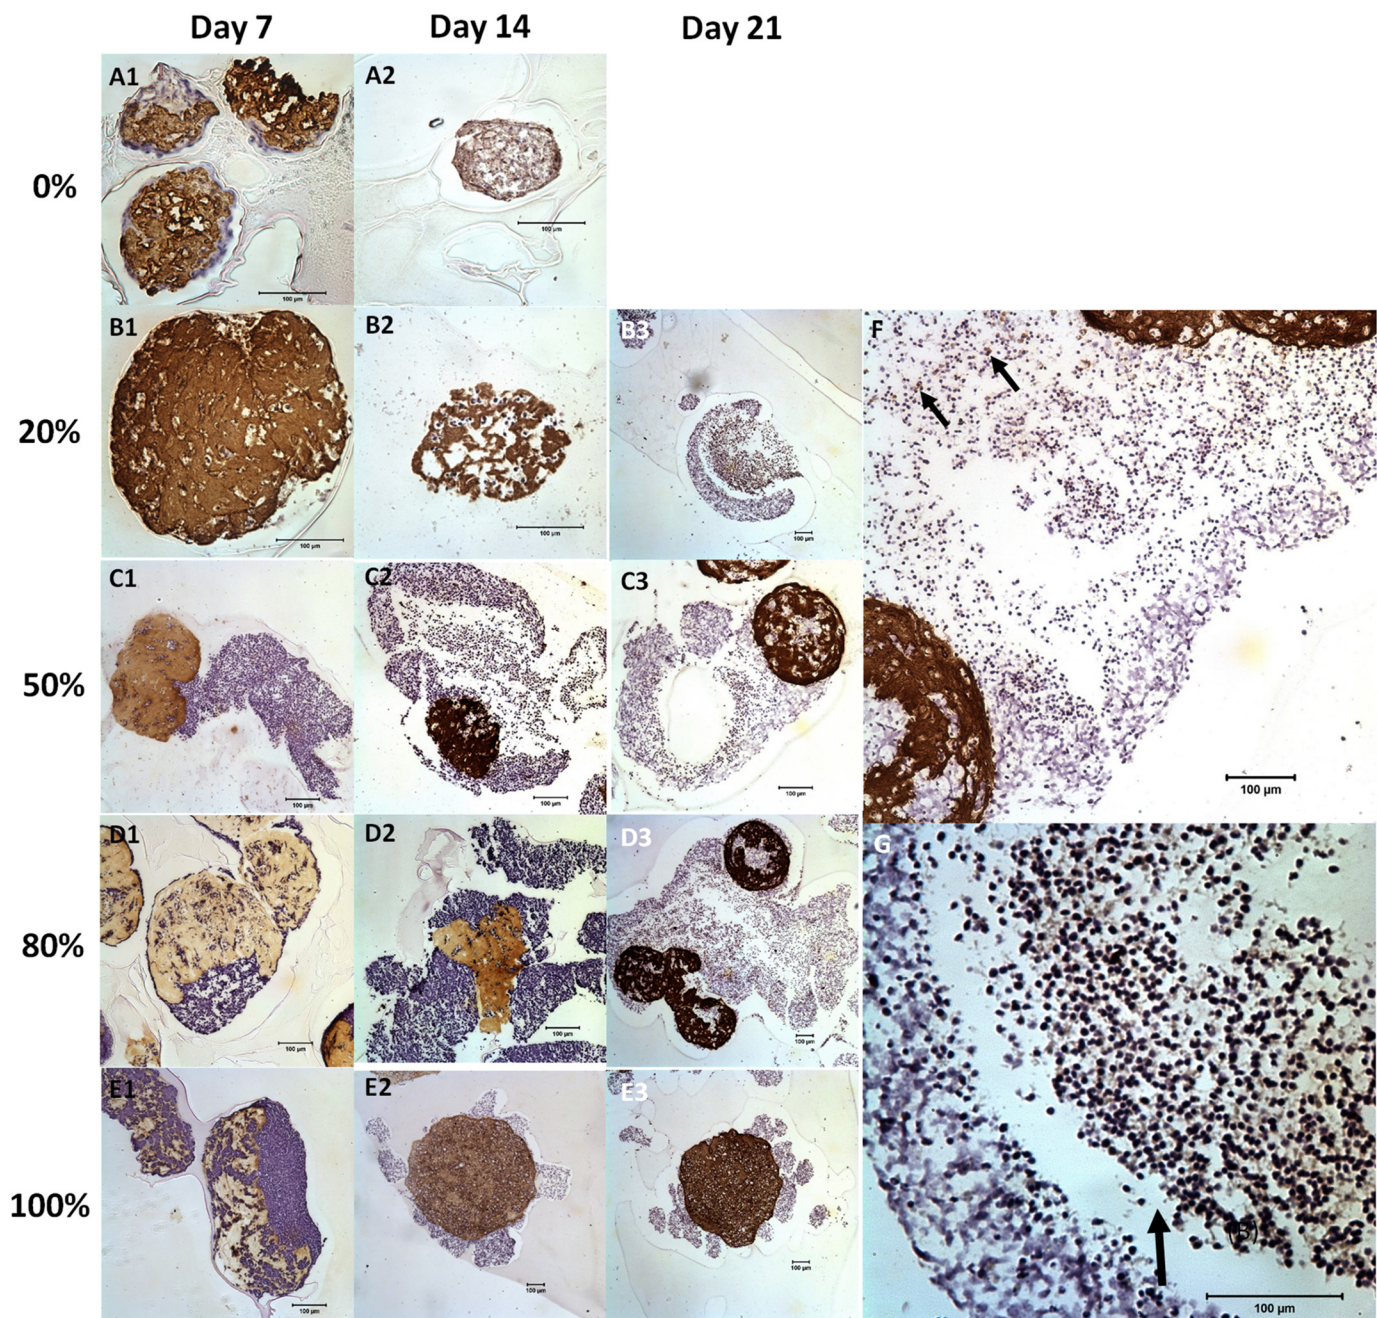 Day 7 Day 14 Day 21
0%
A1 A2
100 µm 100 µm
20%
B1 B2 B3 F
100 µm 100 µm 100 µm
50%
C1 C2 C3
100 µm 100 µm 100 µm 100 µm
80%
D1 D2 D3 G
100 µm 100 µm 100 µm
100%
E1 E2 E3
(B)
100 µm 100 µm 100 µm 100 µm